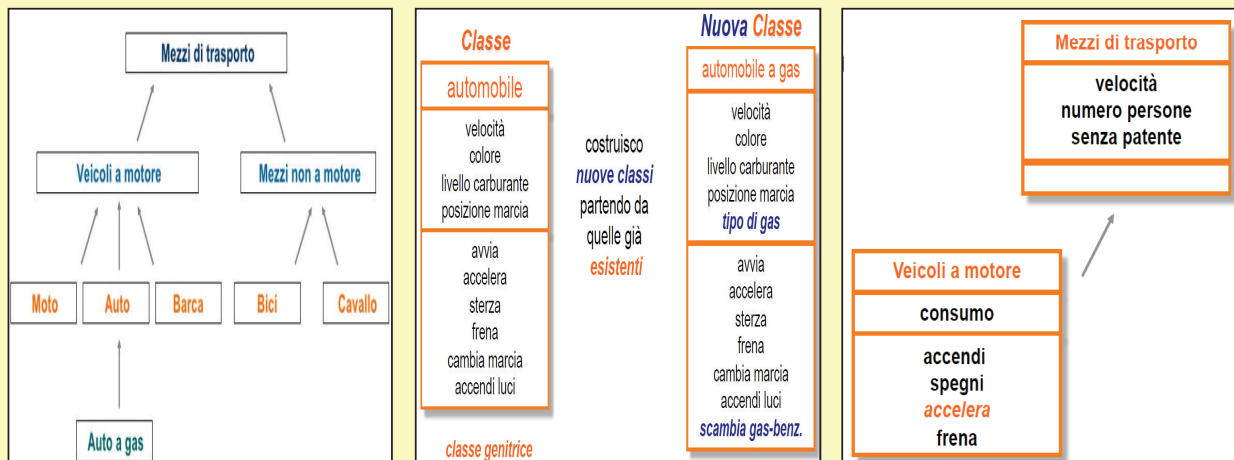 Mezzi di trasporto
Veicoli a motore
Mezzi non a motore
Moto
Auto
Barca
Bici
Cavallo
Auto a gas
Classe
automobile
velocità
colore
livello carburante
posizione marcia
avvia
accelera
sterza
frena
cambia marcia
accendi luci
classe genitrice
costruisco
nuove classi
partendo da
quelle già
esistenti
Nuova Classe
automobile a gas
velocità
colore
livello carburante
posizione marcia
tipo di gas
avvia
accelera
sterza
frena
cambia marcia
accendi luci
scambia gas-benz.
Mezzi di trasporto
velocità
numero persone
senza patente
Veicoli a motore
consumo
accendi
spegni
accelera
frena